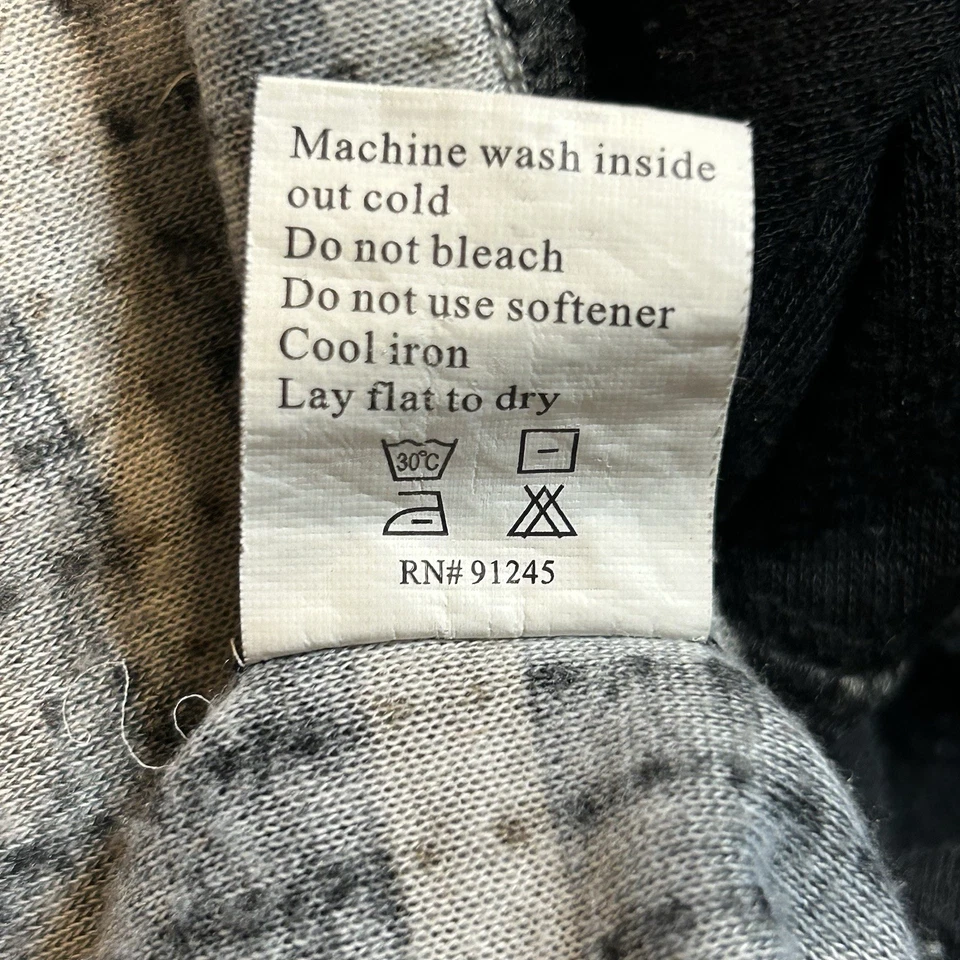 Machine wash inside
out cold
Do not bleach
Do not use softener
Cool iron
Lay flat to dry
30°C
RN# 91245